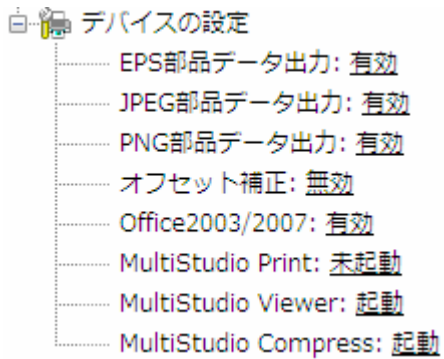 デバイスの設定
EPS部品データ出力: 有効
JPEG部品データ出力: 有効
PNG部品データ出力: 有効
オフセット補正: 無効
Office2003/2007: 有効
MultiStudio Print: 未起動
MultiStudio Viewer: 起動
MultiStudio Compress: 起動